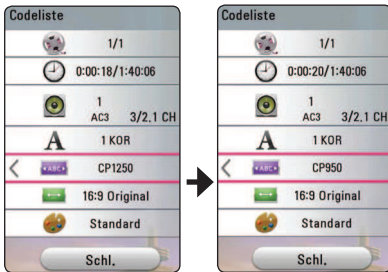 Codeliste
1/1
0:00:18/1:40:06
1
AC3 3/2.1 CH
A
1 KOR
ABC
CP1250
16:9 Original
Standard
Schl.
Codeliste
1/1
0:00:20/1:40:06
1
AC3 3/2.1 CH
A
1 KOR
ABC
CP950
16:9 Original
Standard
Schl.